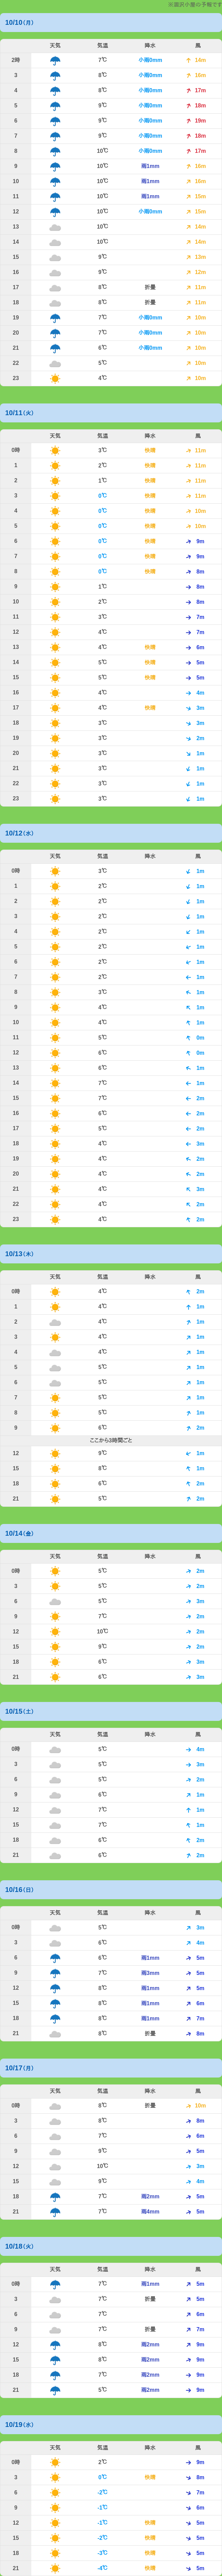 ※箇所少量の予報です
10/10（月）
天気 気温 降水 風
2時 7℃ 小雨0mm 14m
3 8℃ 小雨0mm 16m
4 8℃ 小雨0mm 17m
5 9℃ 小雨0mm 18m
6 9℃ 小雨0mm 19m
7 9℃ 小雨0mm 18m
8 10℃ 小雨0mm 17m
9 10℃ 雨1mm 16m
10 10℃ 雨1mm 16m
11 10℃ 雨1mm 15m
12 10℃ 小雨0mm 15m
13 10℃ 14m
14 10℃ 14m
15 9℃ 13m
16 9℃ 12m
17 8℃ 折曇 11m
18 8℃ 折曇 11m
19 7℃ 小雨0mm 10m
20 7℃ 小雨0mm 10m
21 6℃ 小雨0mm 10m
22 5℃ 10m
23 4℃ 10m
10/11（火）
天気 気温 降水 風
0時 3℃ 快晴 11m
1 2℃ 快晴 11m
2 1℃ 快晴 11m
3 0℃ 快晴 11m
4 0℃ 快晴 10m
5 0℃ 快晴 10m
6 0℃ 快晴 9m
7 0℃ 快晴 9m
8 0℃ 快晴 8m
9 1℃ 8m
10 2℃ 8m
11 3℃ 7m
12 4℃ 7m
13 4℃ 快晴 6m
14 5℃ 快晴 5m
15 5℃ 快晴 5m
16 4℃ 4m
17 4℃ 快晴 3m
18 3℃ 3m
19 3℃ 2m
20 3℃ 1m
21 3℃ 1m
22 3℃ 1m
23 3℃ 1m
10/12（水）
天気 気温 降水 風
0時 3℃ 1m
1 2℃ 1m
2 2℃ 1m
3 2℃ 1m
4 2℃ 1m
5 2℃ 1m
6 2℃ 1m
7 2℃ 1m
8 3℃ 1m
9 4℃ 1m
10 4℃ 1m
11 5℃ 0m
12 6℃ 0m
13 6℃ 1m
14 7℃ 1m
15 7℃ 2m
16 6℃ 2m
17 5℃ 2m
18 4℃ 3m
19 4℃ 2m
20 4℃ 2m
21 4℃ 3m
22 4℃ 2m
23 4℃ 2m
10/13（木）
天気 気温 降水 風
0時 4℃ 2m
1 4℃ 1m
2 4℃ 1m
3 4℃ 1m
4 4℃ 1m
5 5℃ 1m
6 5℃ 1m
7 5℃ 1m
8 5℃ 1m
9 6℃ 2m
ここから3時間ごと
12 9℃ 1m
15 8℃ 1m
18 6℃ 2m
21 5℃ 2m
10/14（金）
天気 気温 降水 風
0時 5℃ 2m
3 5℃ 2m
6 5℃ 3m
9 7℃ 2m
12 10℃ 2m
15 9℃ 2m
18 6℃ 3m
21 6℃ 3m
10/15（土）
天気 気温 降水 風
0時 5℃ 4m
3 5℃ 3m
6 5℃ 2m
9 6℃ 1m
12 7℃ 1m
15 7℃ 1m
18 6℃ 2m
21 6℃ 2m
10/16（日）
天気 気温 降水 風
0時 5℃ 3m
3 6℃ 4m
6 6℃ 雨1mm 5m
9 7℃ 雨3mm 5m
12 8℃ 雨1mm 5m
15 8℃ 雨1mm 6m
18 8℃ 雨1mm 7m
21 8℃ 折曇 8m
10/17（月）
天気 気温 降水 風
0時 8℃ 折曇 10m
3 8℃ 8m
6 7℃ 6m
9 9℃ 5m
12 10℃ 3m
15 9℃ 4m
18 7℃ 雨2mm 5m
21 7℃ 雨4mm 5m
10/18（火）
天気 気温 降水 風
0時 7℃ 雨1mm 5m
3 7℃ 折曇 5m
6 7℃ 6m
9 7℃ 折曇 7m
12 8℃ 雨2mm 9m
15 8℃ 雨2mm 9m
18 7℃ 雨2mm 9m
21 5℃ 雨2mm 9m
10/19（水）
天気 気温 降水 風
0時 2℃ 9m
3 0℃ 快晴 8m
6 -2℃ 7m
9 -1℃ 6m
12 -1℃ 快晴 5m
15 -2℃ 快晴 5m
18 -3℃ 快晴 5m
21 -4℃ 快晴 5m